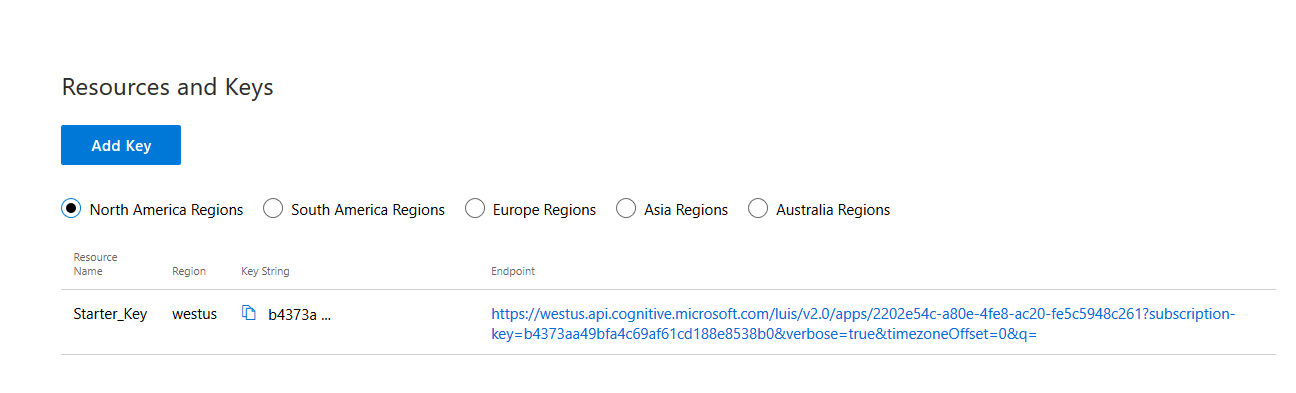 Resources and Keys
Add Key
North America Regions South America Regions Europe Regions Asia Regions Australia Regions
Resource
Name Region Key String Endpoint
Starter_Key westus b4373a ... https://westus.api.cognitive.microsoft.com/luis/v2.0/apps/2202e54c-a80e-4fe8-ac20-fe5c5948c261?subscription-
key=b4373aa49bfa4c69af61cd188e8538b0&verbose=true&timezoneOffset=0&q=